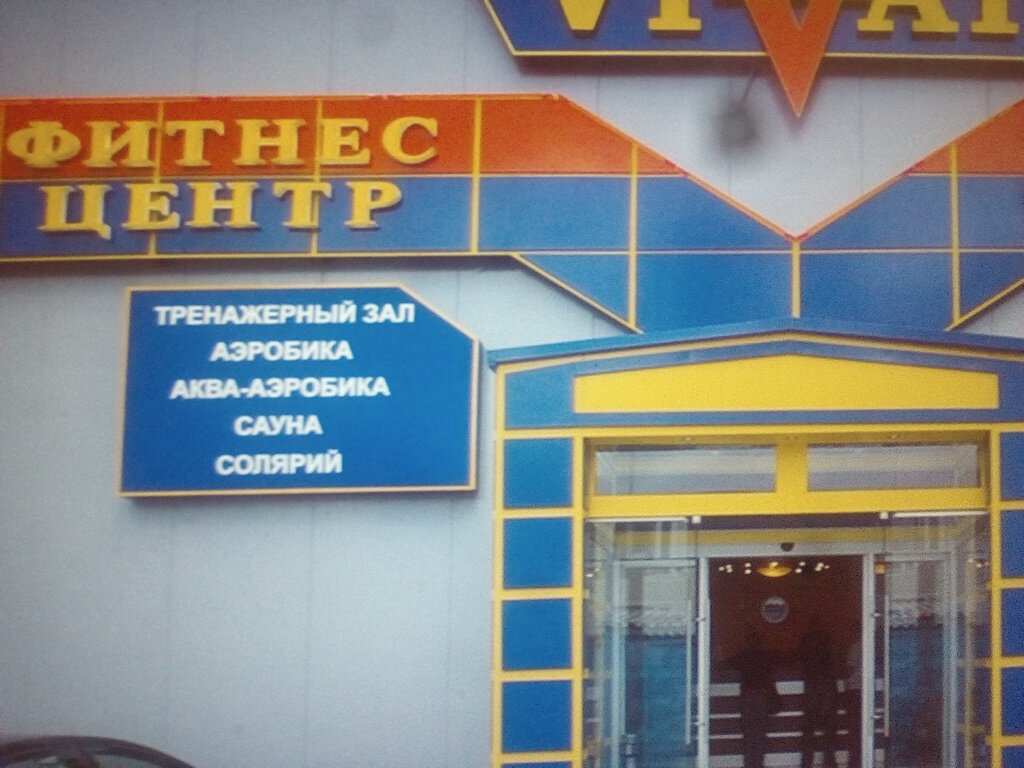 ФИТНЕС
ЦЕНТР
ТРЕНАЖЕРНЫЙ ЗАЛ
АЭРОБИКА
АКВА-АЭРОБИКА
САУНА
СОЛЯРИЙ